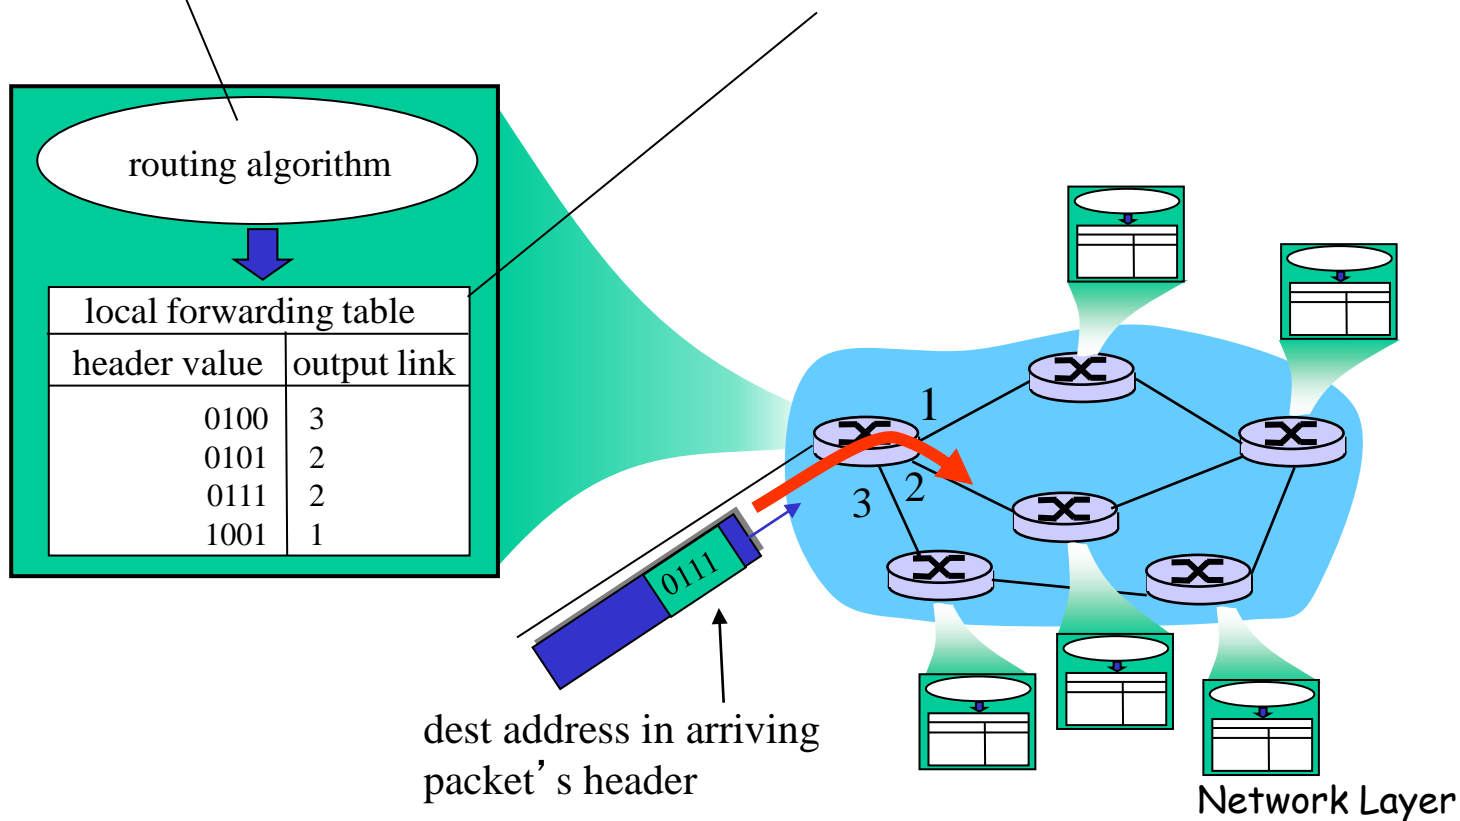 routing algorithm
local forwarding table
header value output link
0100 3
0101 2
0111 2
1001 1
1
2
3
0111
dest address in arriving
packet’s header
Network Layer